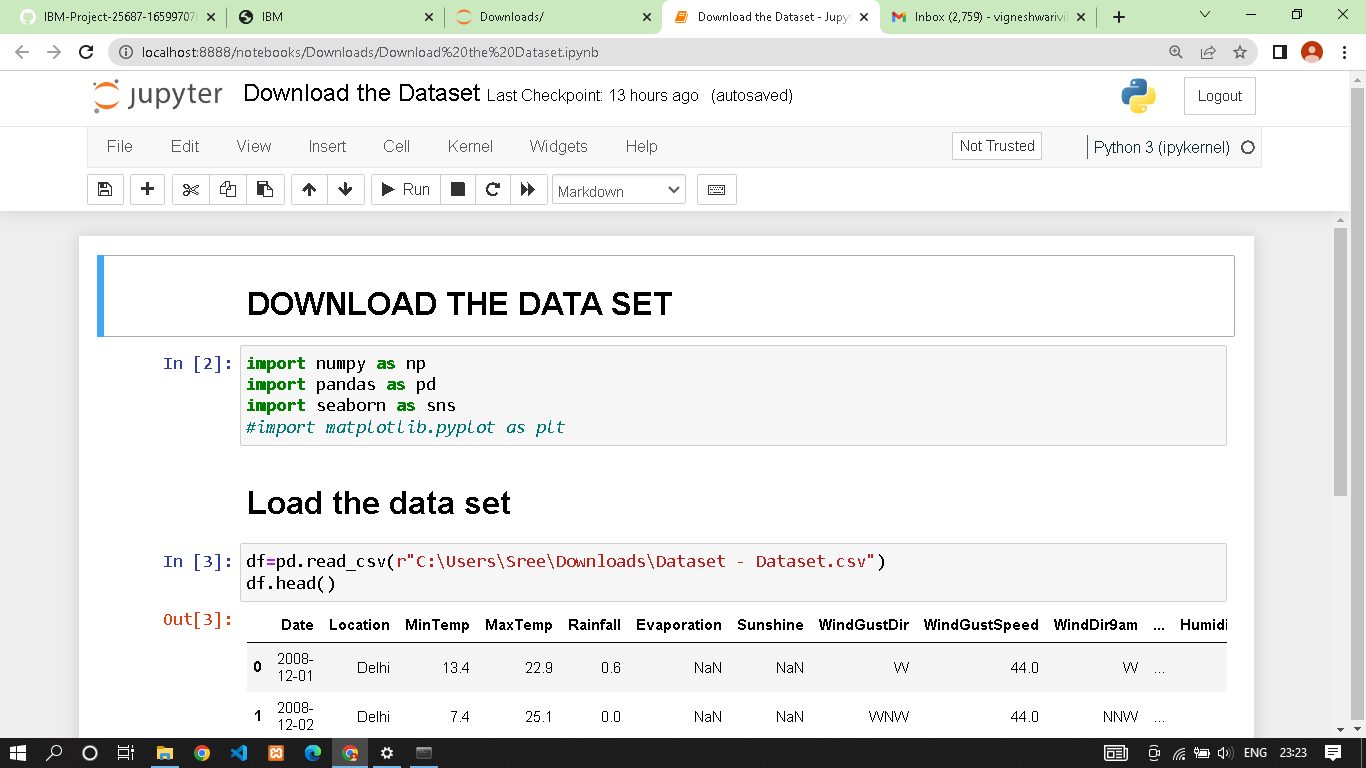 IBM-Project-25687-16599707
IBM
Downloads/
Download the Dataset - Jupy
Inbox (2,759) - vigneshwarivi
localhost:8888/notebooks/Downloads/Download%20the%20Dataset.ipynb
jupyter Download the Dataset Last Checkpoint: 13 hours ago (autosaved)
Logout
File Edit View Insert Cell Kernel Widgets Help
Not Trusted
Python 3 (ipykernel)
Run
Markdown
DOWNLOAD THE DATA SET
In [2]:
import numpy as np
import pandas as pd
import seaborn as sns
#import matplotlib.pyplot as plt
Load the data set
In [3]:
df=pd.read_csv(r"C:\Users\Sree\Downloads\Dataset - Dataset.csv")
df.head()
Out[3]:
Date Location MinTemp MaxTemp Rainfall Evaporation Sunshine WindGustDir WindGustSpeed WindDir9am ... Humidi
0 2008-12-01 Delhi 13.4 22.9 0.6 NaN NaN W 44.0 W ...
1 2008-12-02 Delhi 7.4 25.1 0.0 NaN NaN WNW 44.0 NNW ...
ENG 23:23